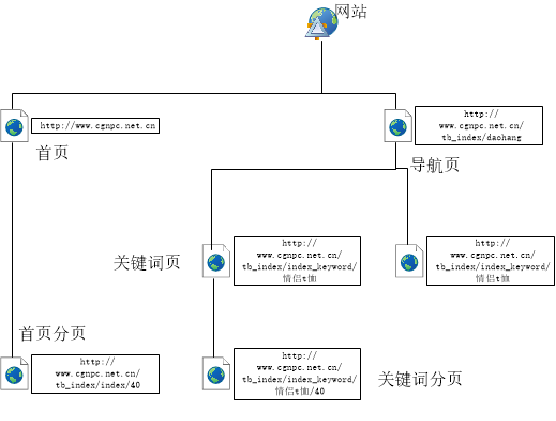 网站
http://www.cgnpc.net.cn
首页
http://
www.cgnpc.net.cn/
tb_index/daohang
导航页
关键词页
http://
www.cgnpc.net.cn/
tb_index/index_keyword/
情侣t恤
http://
www.cgnpc.net.cn/
tb_index/index_keyword/
情侣t恤
首页分页
http://
www.cgnpc.net.cn/
tb_index/index/40
http://
www.cgnpc.net.cn/
tb_index/index_keyword/
情侣t恤/40
关键词分页